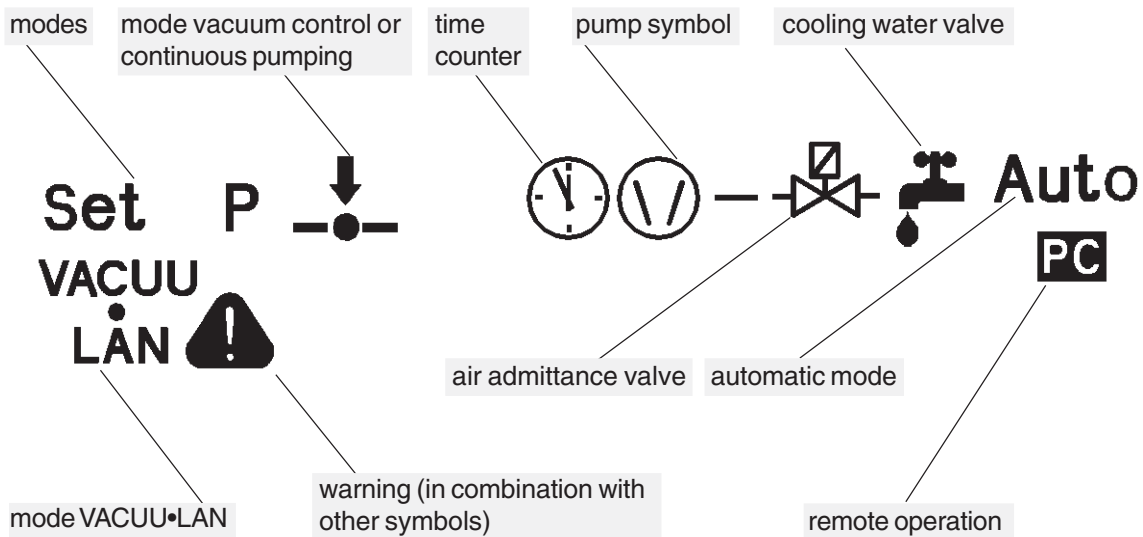 modes
mode vacuum control or
continuous pumping
time
counter
pump symbol
cooling water valve
Set P
Auto
VACUU
•
LAN
!
PC
air admittance valve
automatic mode
mode VACUU•LAN
warning (in combination with
other symbols)
remote operation